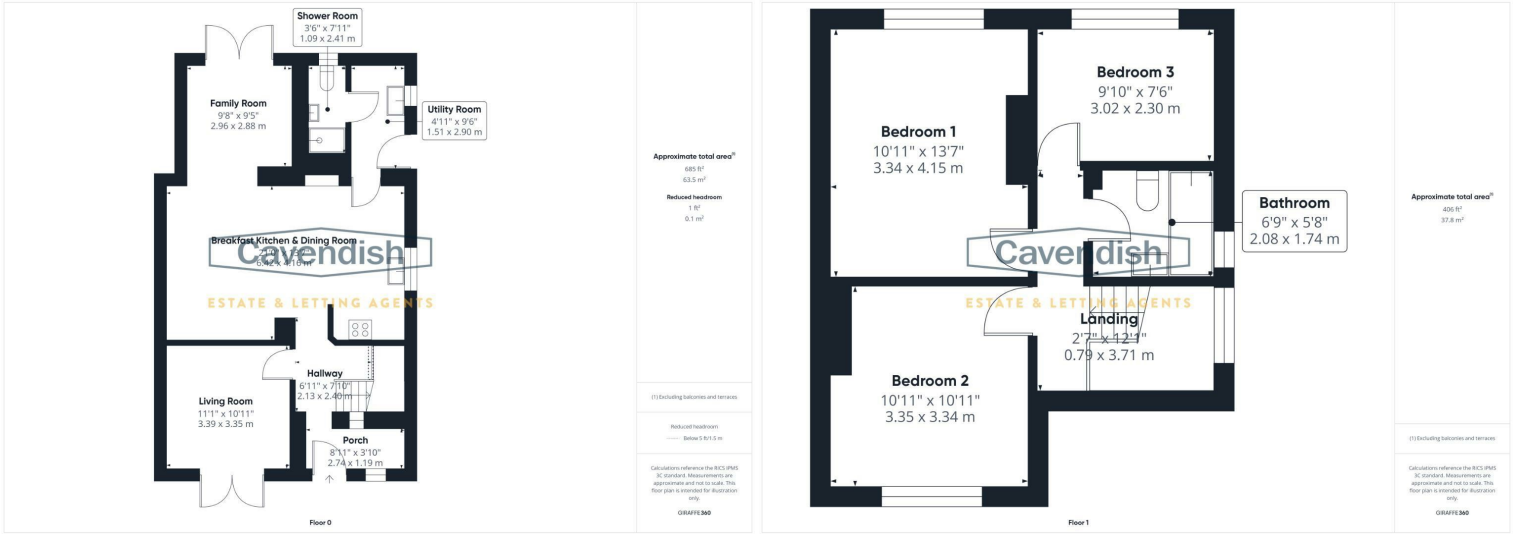 Shower Room
3'6" x 7'11"
1.09 x 2.41 m
Family Room
9'8" x 9'5"
2.96 x 2.88 m
Utility Room
4'11" x 9'6"
1.51 x 2.90 m
Breakfast Kitchen & Dining Room
6.42 x 4.16 m
Cavendish
ESTATE & LETTING AGENTS
Hallway
6'11" x 7'10"
2.13 x 2.40 m
Living Room
11'1" x 10'11"
3.39 x 3.35 m
Porch
8'11" x 3'10"
2.74 x 1.19 m
Floor 0
Approximate total area(1)
685 ft²
63.5 m²
Reduced headroom
1 ft²
0.1 m²
(1) Excluding balconies and terraces
Reduced headroom
Below 5 ft/1.5 m
Calculations reference the RICS IPMS
3C standard. Measurements are
approximate and not to scale. This
floor plan is intended for illustration
only.
GIRAFFE360
Bedroom 1
10'11" x 13'7"
3.34 x 4.15 m
Bedroom 3
9'10" x 7'6"
3.02 x 2.30 m
Bathroom
6'9" x 5'8"
2.08 x 1.74 m
Cavendish
ESTATE & LETTING AGENTS
Landing
2'7" x 12'1"
0.79 x 3.71 m
Bedroom 2
10'11" x 10'11"
3.35 x 3.34 m
Floor 1
Approximate total area(1)
406 ft²
37.8 m²
(1) Excluding balconies and terraces
Calculations reference the RICS IPMS
3C standard. Measurements are
approximate and not to scale. This
floor plan is intended for illustration
only.
GIRAFFE360